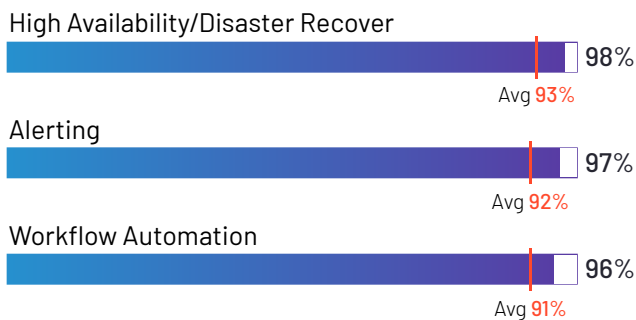 High Availability/Disaster Recover
98%
Avg 93%
Alerting
97%
Avg 92%
Workflow Automation
96%
Avg 91%